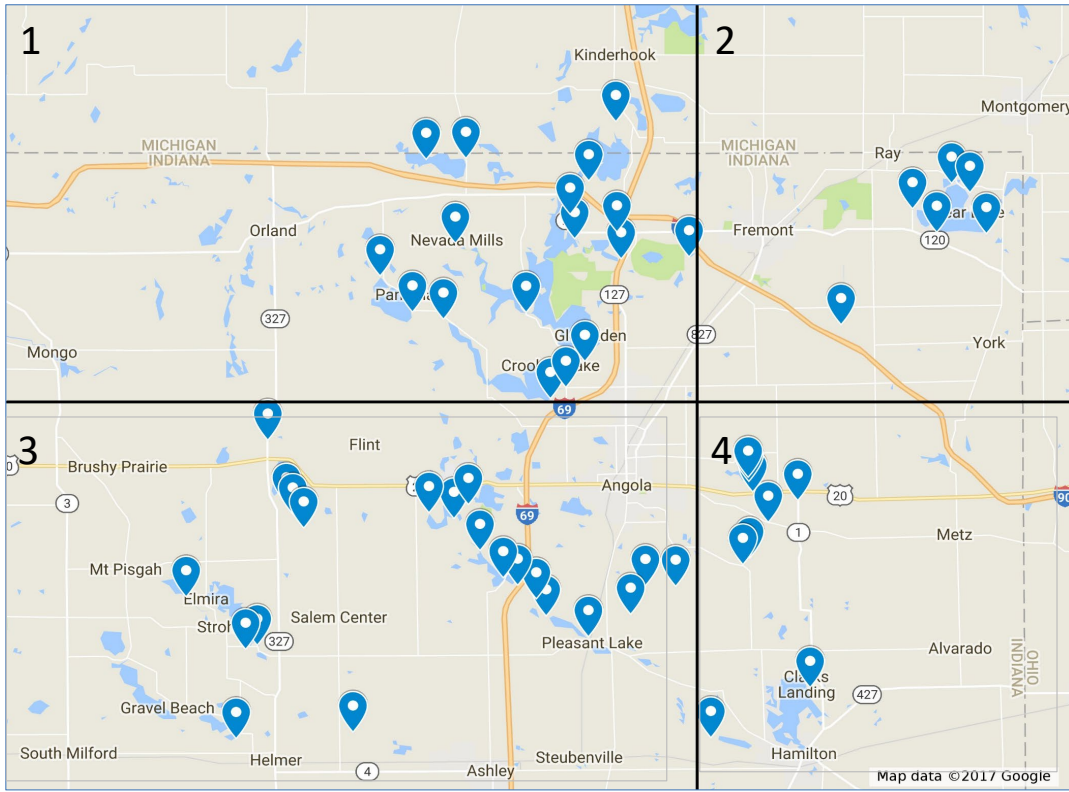 1
2
Kinderhook
Montgomery
MICHIGAN
INDIANA
MICHIGAN
INDIANA
Ray
Orland
Nevada Mills
Fremont
120
127
327
827
York
Mongo
69
3
4
Flint
Brushy Prairie
20
Angola
3
69
90
1
Metz
Mt Pisgah
Elmira
Salem Center
327
Pleasant Lake
Alvarado
OHIO
INDIANA
Landing
427
Gravel Beach
South Milford
Helmer
4
Ashley
Steubenville
Hamilton
Map data ©2017 Google